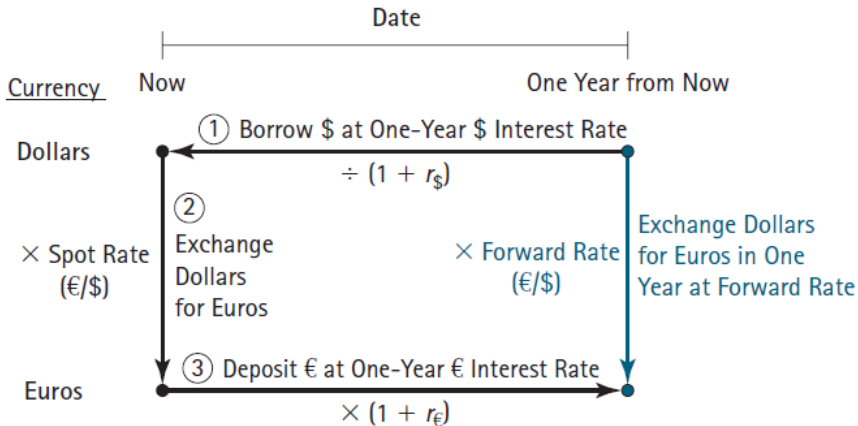 Date
Currency Now One Year from Now
① Borrow $ at One-Year $ Interest Rate
Dollars
÷ (1 + r$)
②
× Spot Rate
(€/$)
Exchange
Dollars
for Euros
× Forward Rate
(€/$)
Exchange Dollars
for Euros in One
Year at Forward Rate
③ Deposit € at One-Year € Interest Rate
Euros
× (1 + r€)